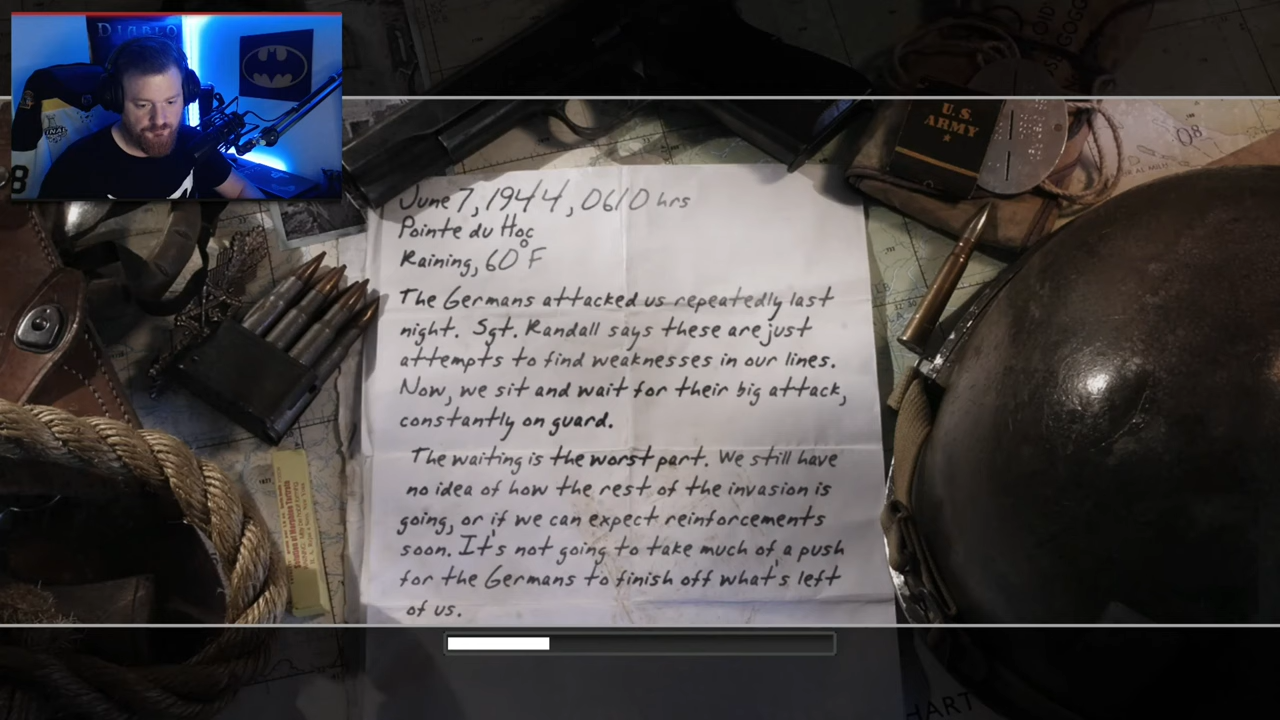 DIABLO
U.S.
ARMY
June 7, 1944, 0610 hrs
Pointe du Hoc
Raining, 60°F
The Germans attacked us repeatedly last
night. Sgt. Randall says these are just
attempts to find weaknesses in our lines.
Now, we sit and wait for their big attack,
constantly on guard.
The waiting is the worst part. We still have
no idea of how the rest of the invasion is
going, or if we can expect reinforcements
soon. It's not going to take much of a push
for the Germans to finish off what's left
of us.